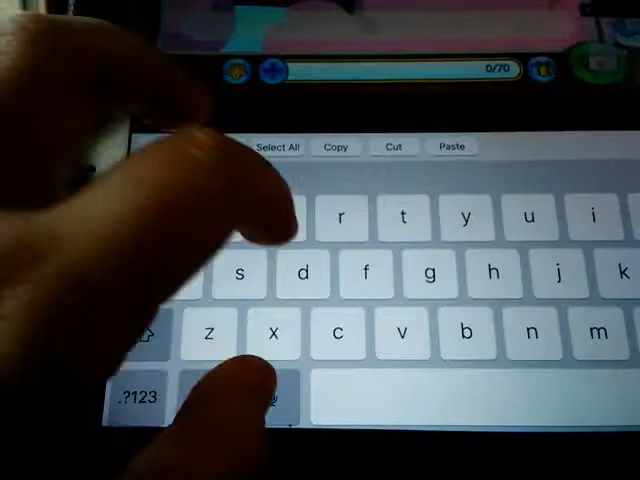 0/70
Select All Copy Cut Paste
r t y u i
s d f g h j k
z x c v b n m
.?123